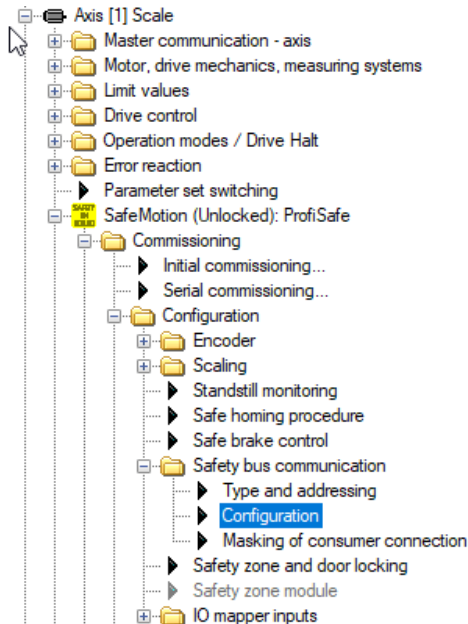 Axis [1] Scale
Master communication - axis
Motor, drive mechanics, measuring systems
Limit values
Drive control
Operation modes / Drive Halt
Error reaction
Parameter set switching
SafeMotion (Unlocked): ProfiSafe
Commissioning
Initial commissioning...
Serial commissioning...
Configuration
Encoder
Scaling
Standstill monitoring
Safe homing procedure
Safe brake control
Safety bus communication
Type and addressing
Configuration
Masking of consumer connection
Safety zone and door locking
Safety zone module
IO mapper inputs